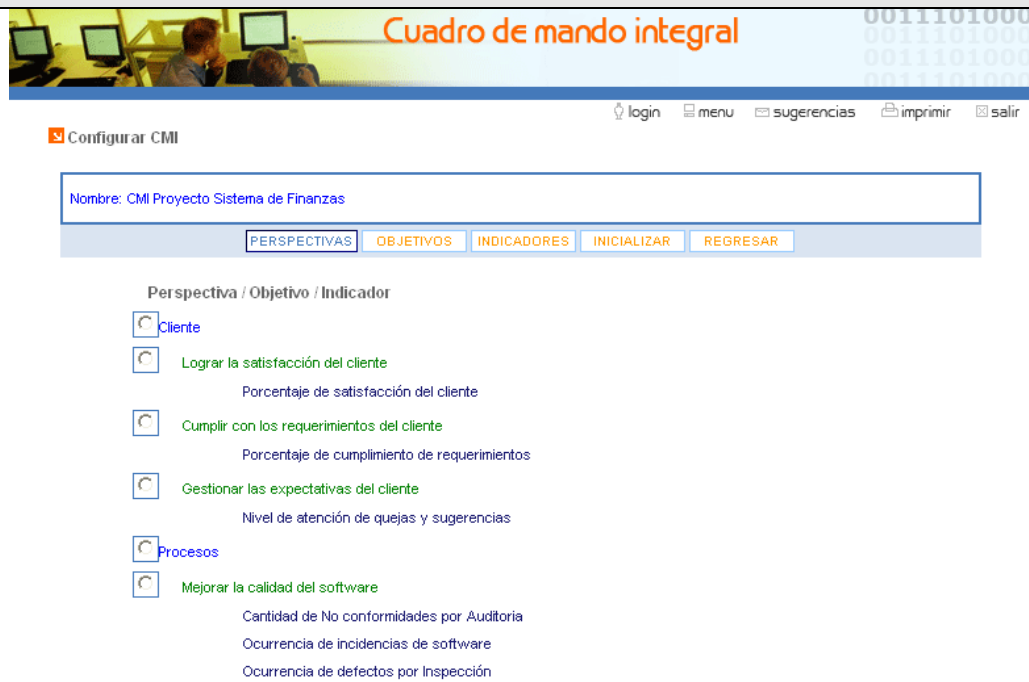 Cuadro de mando integral
0011101000
0011101000
0011101000
0011101000
login menu sugerencias imprimir salir
Configurar CMI
Nombre: CMI Proyecto Sistema de Finanzas
PERSPECTIVAS OBJETIVOS INDICADORES INICIALIZAR REGRESAR
Perspectiva / Objetivo / Indicador
Cliente
Lograr la satisfacción del cliente
Porcentaje de satisfacción del cliente
Cumplir con los requerimientos del cliente
Porcentaje de cumplimiento de requerimientos
Gestionar las expectativas del cliente
Nivel de atención de quejas y sugerencias
Procesos
Mejorar la calidad del software
Cantidad de No conformidades por Auditoria
Ocurrencia de incidencias de software
Ocurrencia de defectos por Inspección